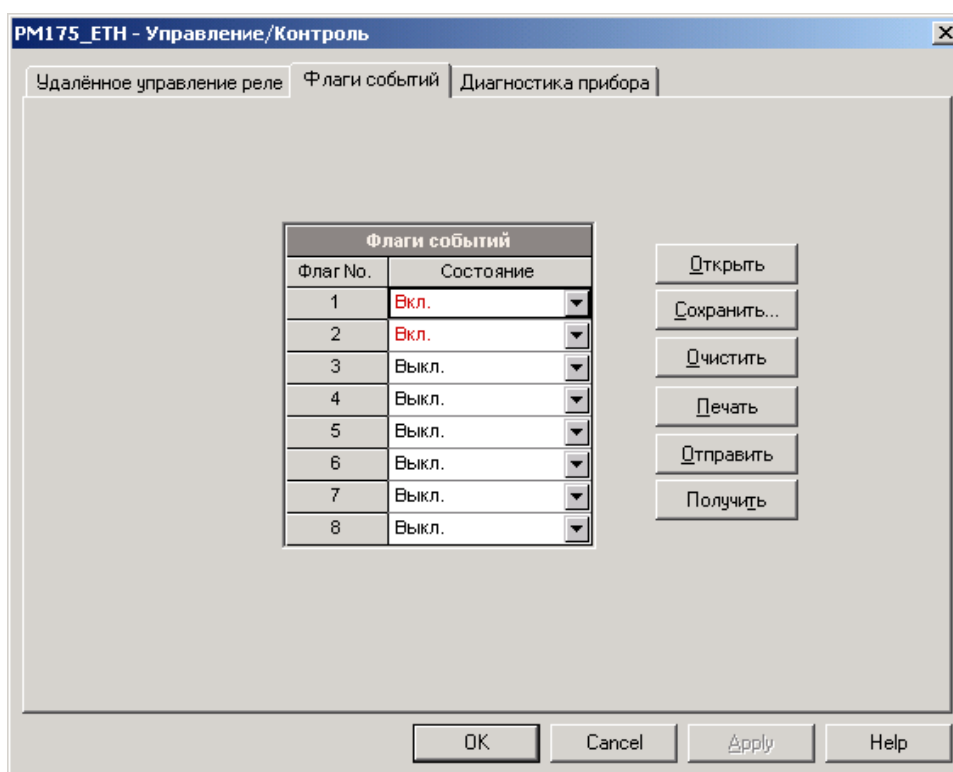 PM175_ETH - Управление/Контроль
Удалённое управление реле Флаги событий Диагностика прибора
Флаги событий
Флаг No. Состояние
1 Вкл.
2 Вкл.
3 Выкл.
4 Выкл.
5 Выкл.
6 Выкл.
7 Выкл.
8 Выкл.
Открыть
Сохранить...
Очистить
Печать
Отправить
Получить
OK Cancel Apply Help